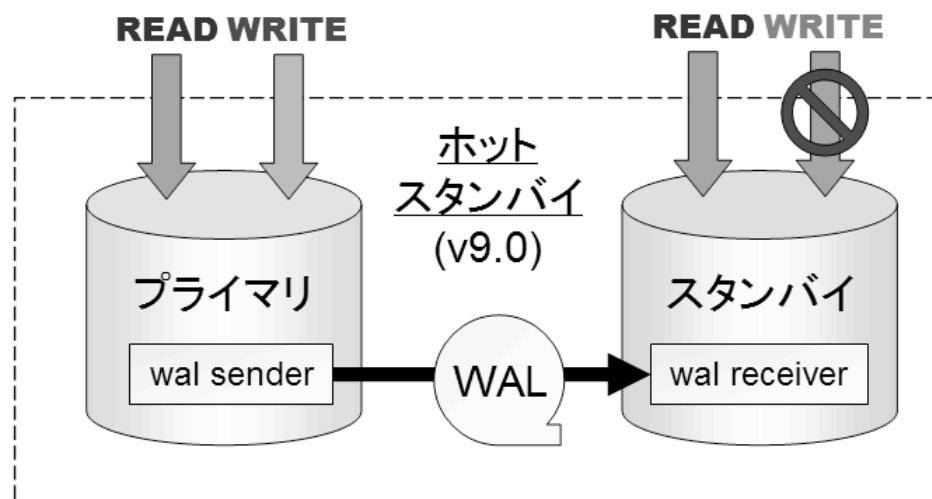 READ WRITE
READ WRITE
ホット
スタンバイ
(v9.0)
プライマリ
スタンバイ
wal sender
WAL
wal receiver